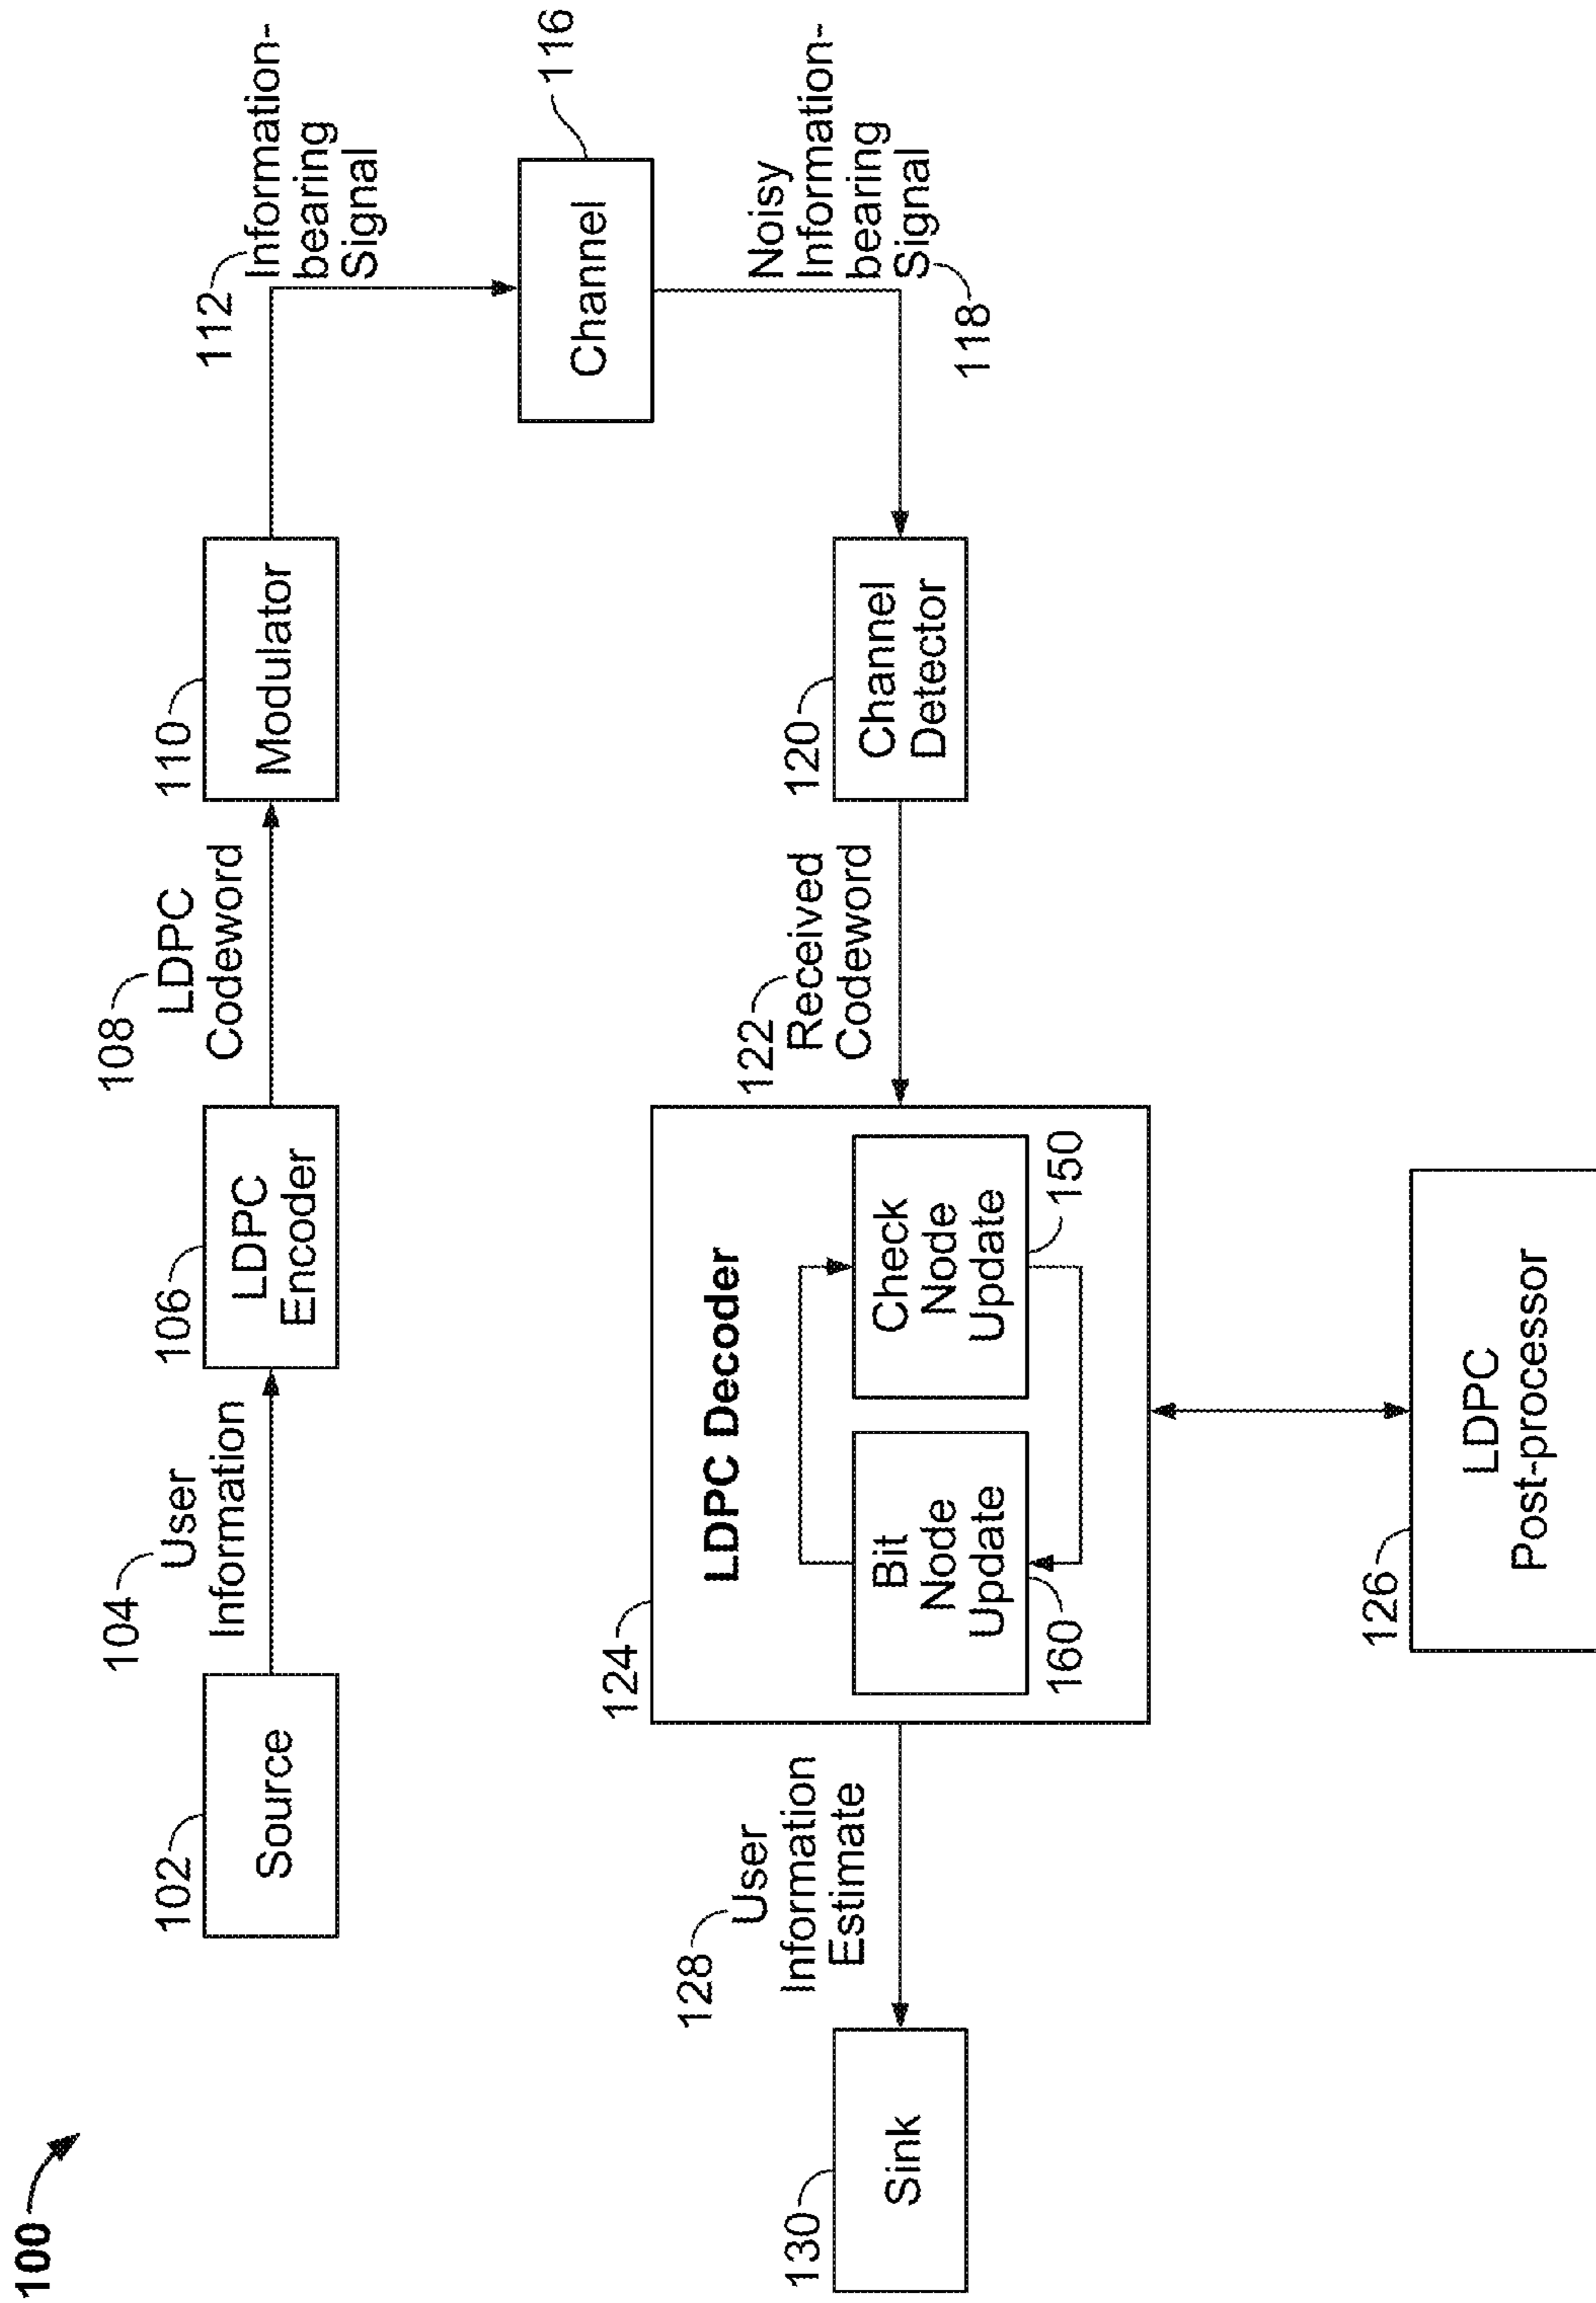 100
102
Source
104
User
Information
106
LDPC
Encoder
108
LDPC
Codeword
110
Modulator
112
Information-
bearing
Signal
Channel
116
Noisy
Information-
bearing
Signal
118
120
Channel
Detector
122
Received
Codeword
124
LDPC Decoder
Bit
Node
Update
160
Check
Node
Update
150
126
LDPC
Post-processor
128
User
Information
Estimate
130
Sink